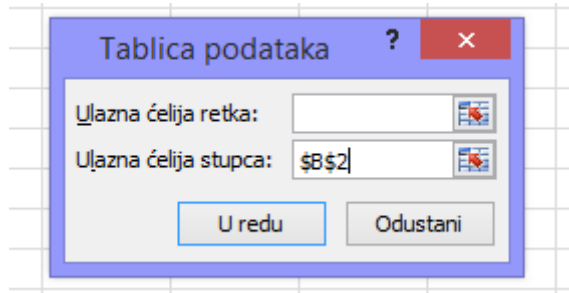 Tablica podataka ? ×
Ulazna ćelija retka:
Ulazna ćelija stupca: $B$2
U redu Odustani